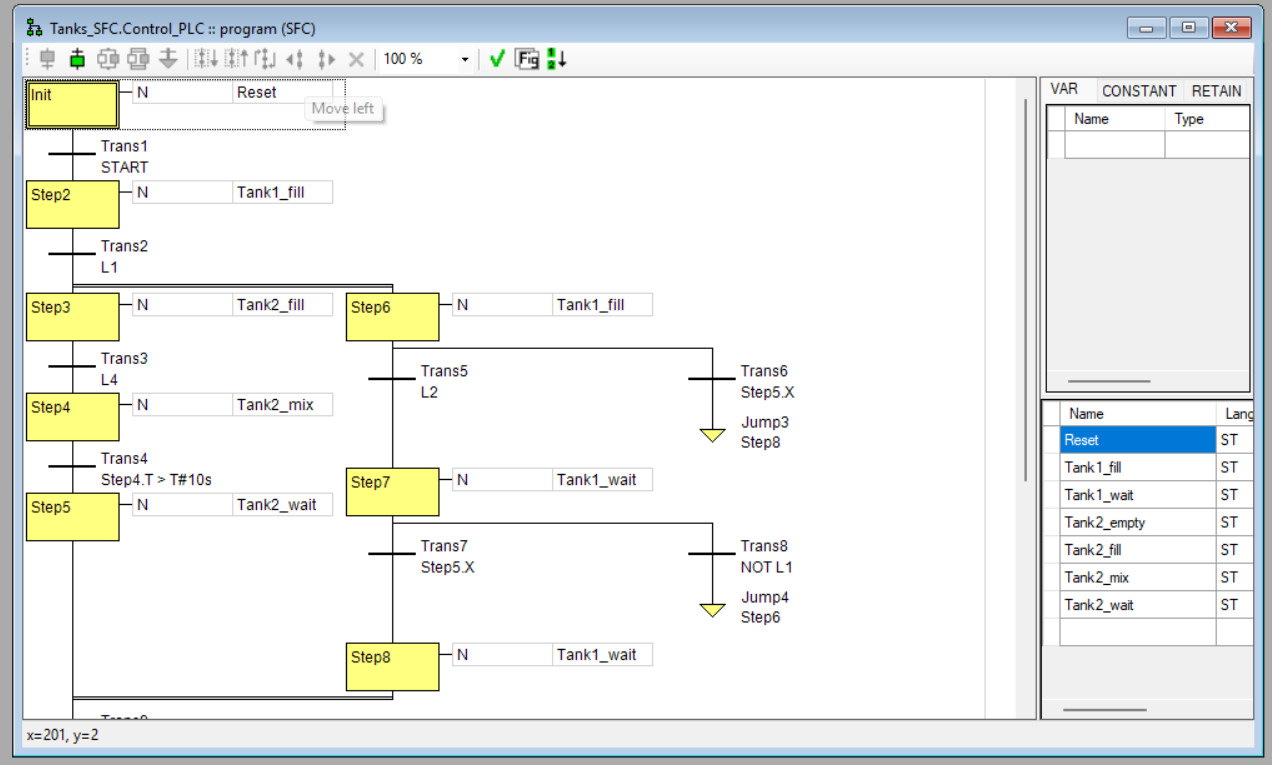 Tanks_SFC.Control_PLC :: program (SFC)
100 %
Fig
1
2
Init N Reset
Move left
Trans1
START
Step2 N Tank1_fill
Trans2
L1
Step3 N Tank2_fill Step6 N Tank1_fill
Trans3
L4
Trans5 Trans6
L2 Step5.X
Jump3
Step8
Step4 N Tank2_mix
Trans4
Step4.T > T#10s
Step7 N Tank1_wait
Step5 N Tank2_wait
Trans7 Trans8
Step5.X NOT L1
Jump4
Step6
Step8 N Tank1_wait
VAR CONSTANT RETAIN
Name Type
Name Lang
Reset ST
Tank1_fill ST
Tank1_wait ST
Tank2_empty ST
Tank2_fill ST
Tank2_mix ST
Tank2_wait ST
x=201, y=2